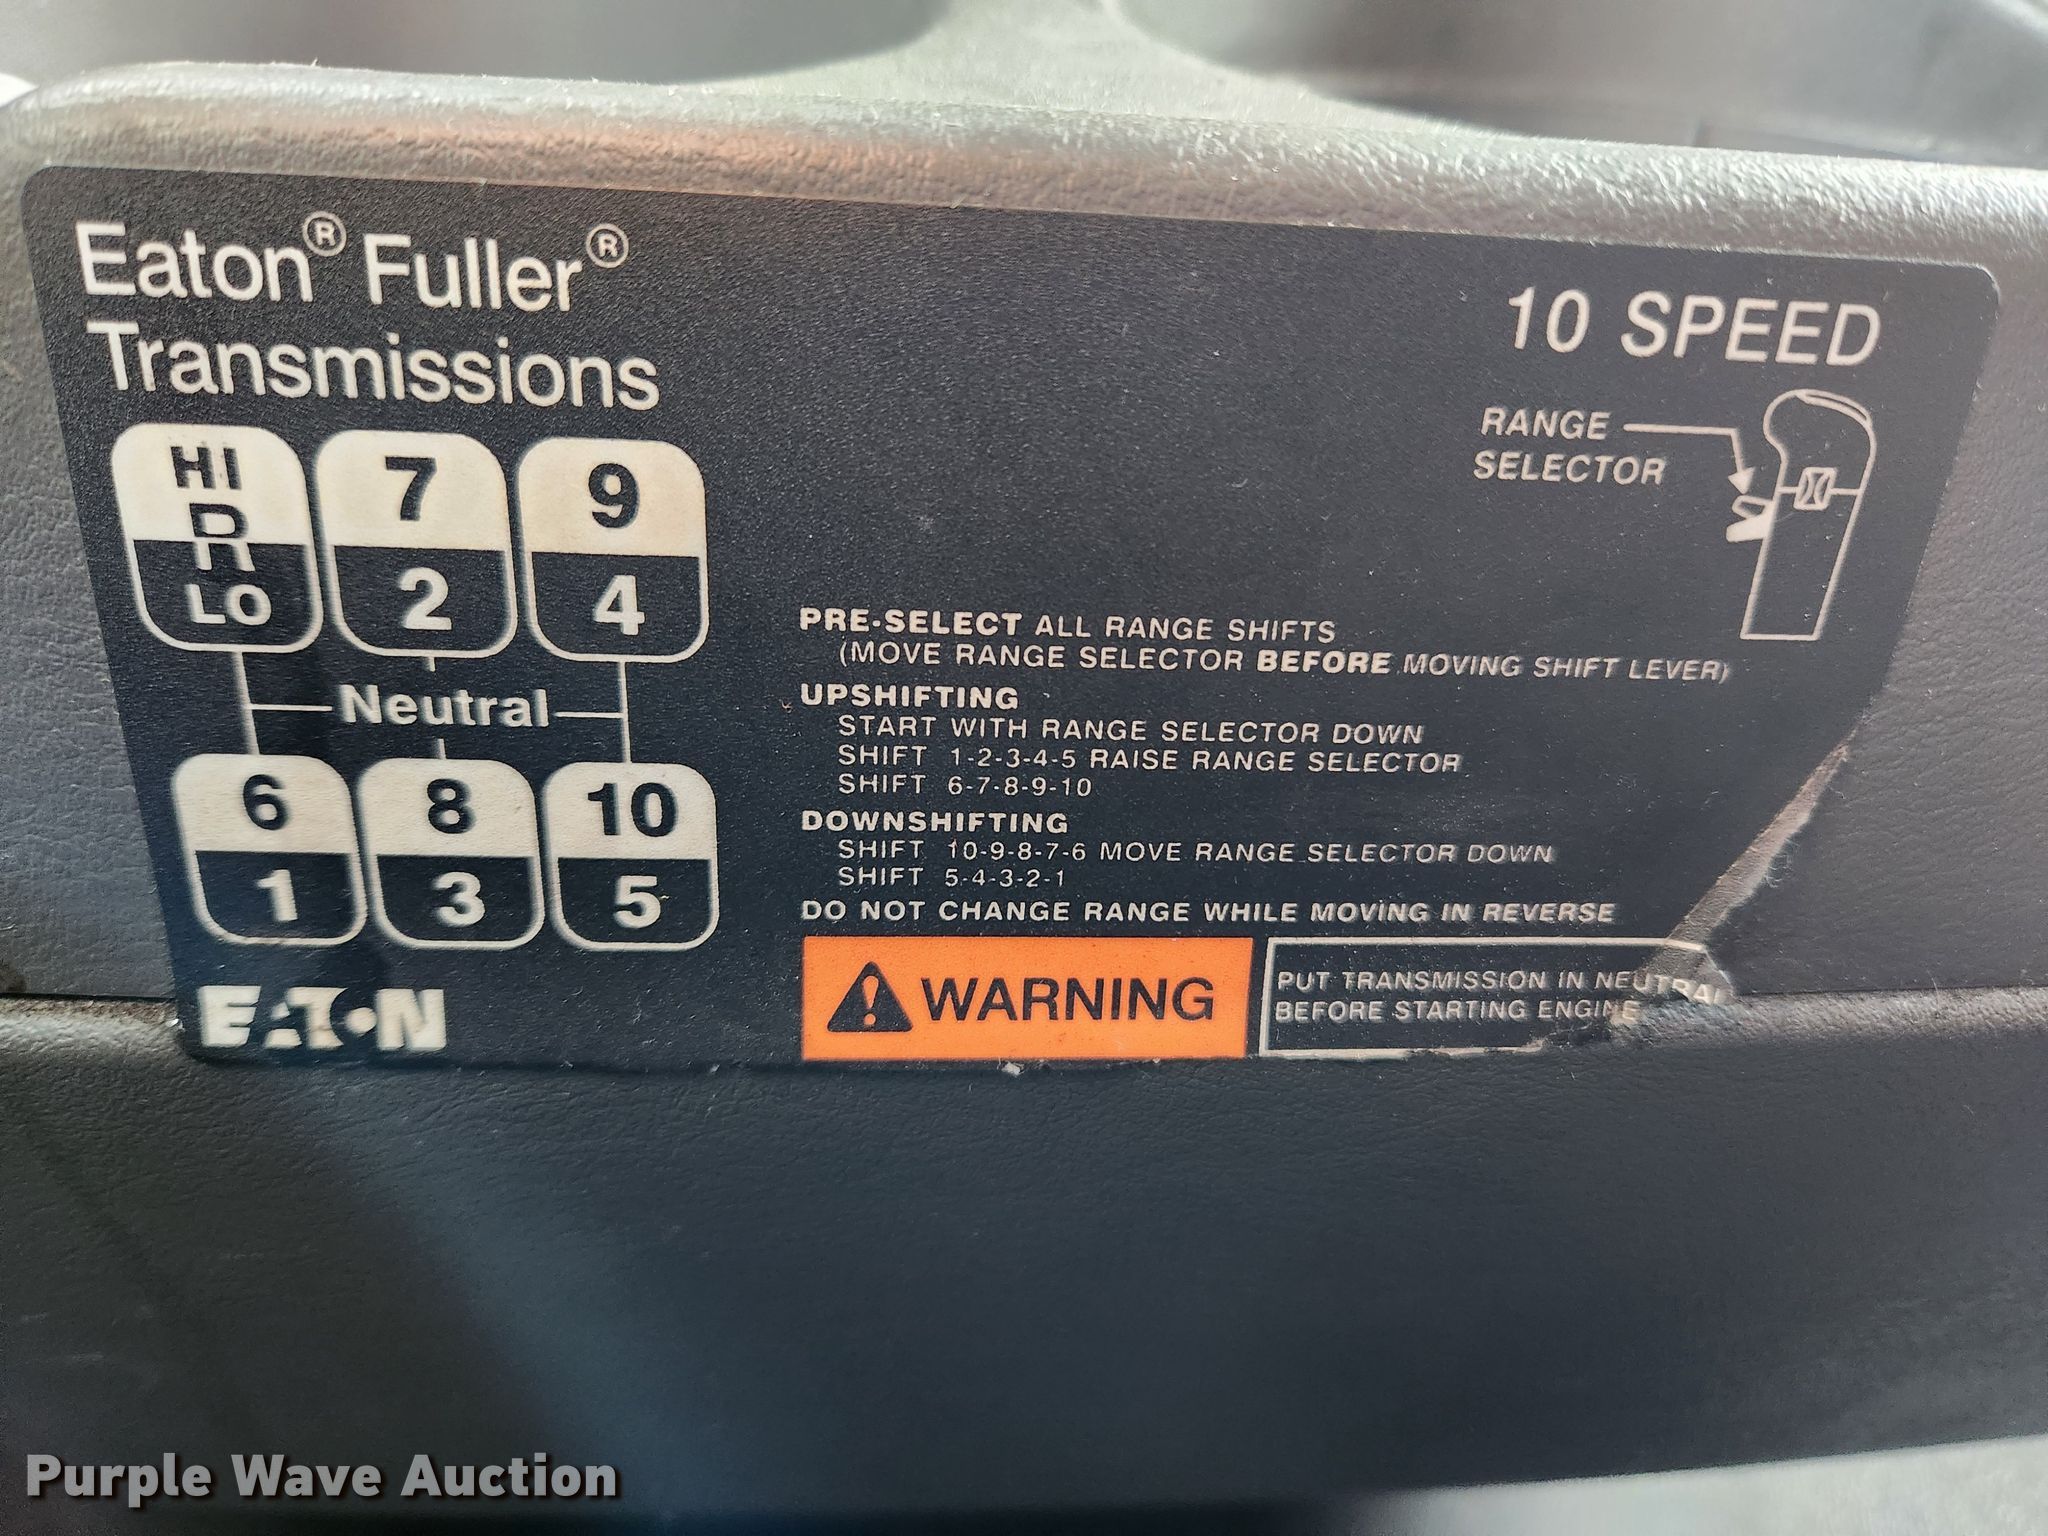 Eaton® Fuller®
Transmissions
10 SPEED
RANGE
SELECTOR
HI
R
LO
7
2
9
4
Neutral
6
1
8
3
10
5
EATON
PRE-SELECT ALL RANGE SHIFTS
(MOVE RANGE SELECTOR BEFORE MOVING SHIFT LEVER)
UPSHIFTING
START WITH RANGE SELECTOR DOWN
SHIFT 1-2-3-4-5 RAISE RANGE SELECTOR
SHIFT 6-7-8-9-10
DOWNSHIFTING
SHIFT 10-9-8-7-6 MOVE RANGE SELECTOR DOWN
SHIFT 5-4-3-2-1
DO NOT CHANGE RANGE WHILE MOVING IN REVERSE
WARNING
PUT TRANSMISSION IN NEUTRAL
BEFORE STARTING ENGINE
Purple Wave Auction